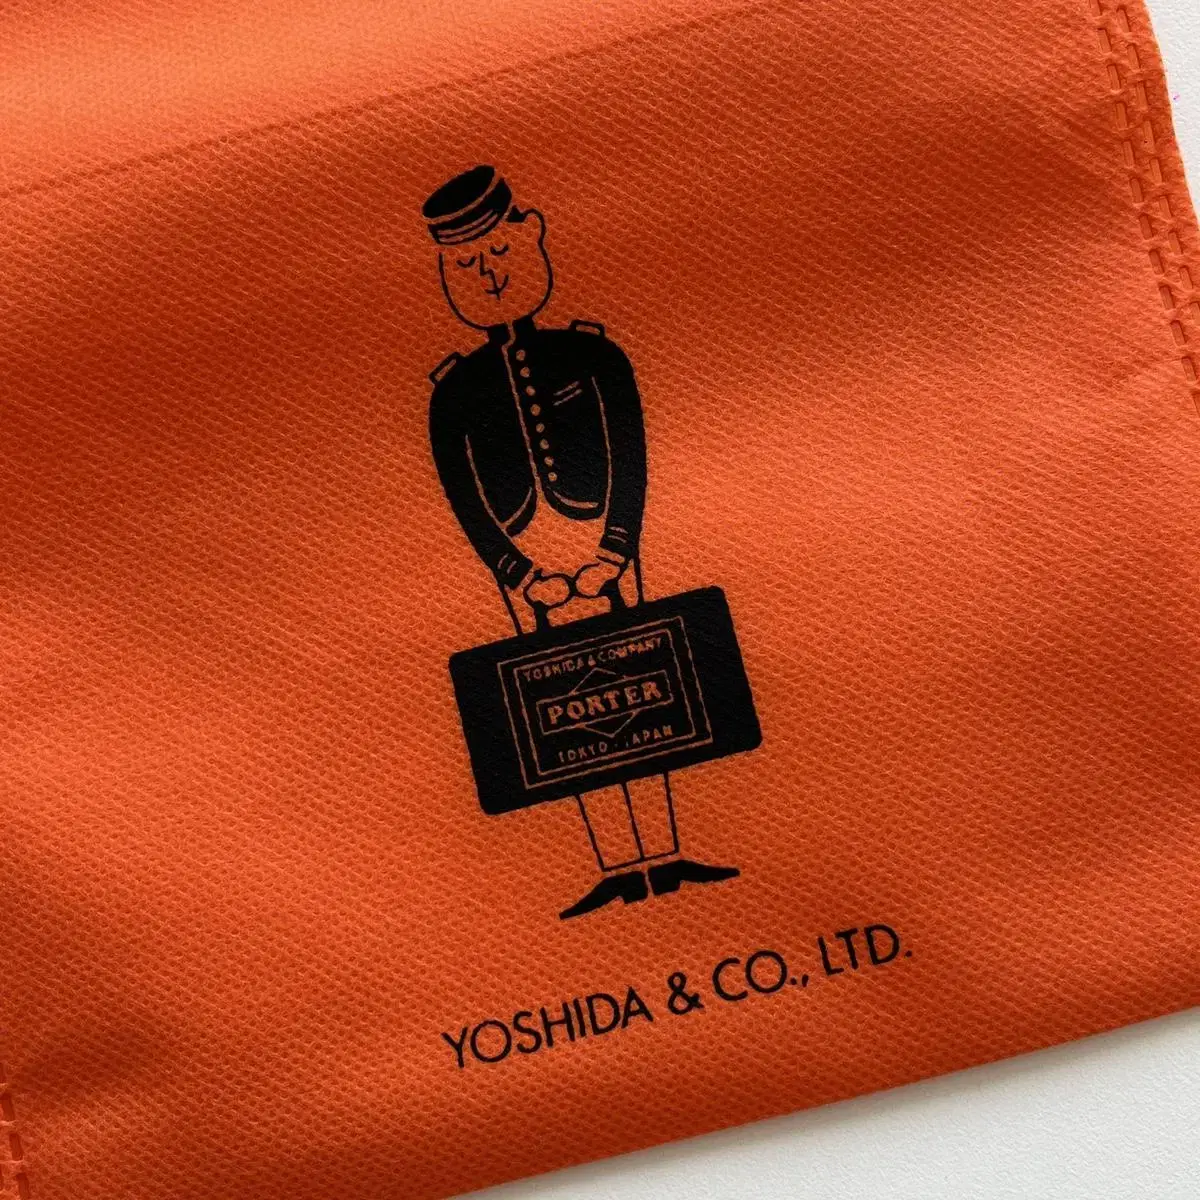 YOSHIDA & COMPANY
PORTER
TOKYO · JAPAN
YOSHIDA & CO., LTD.